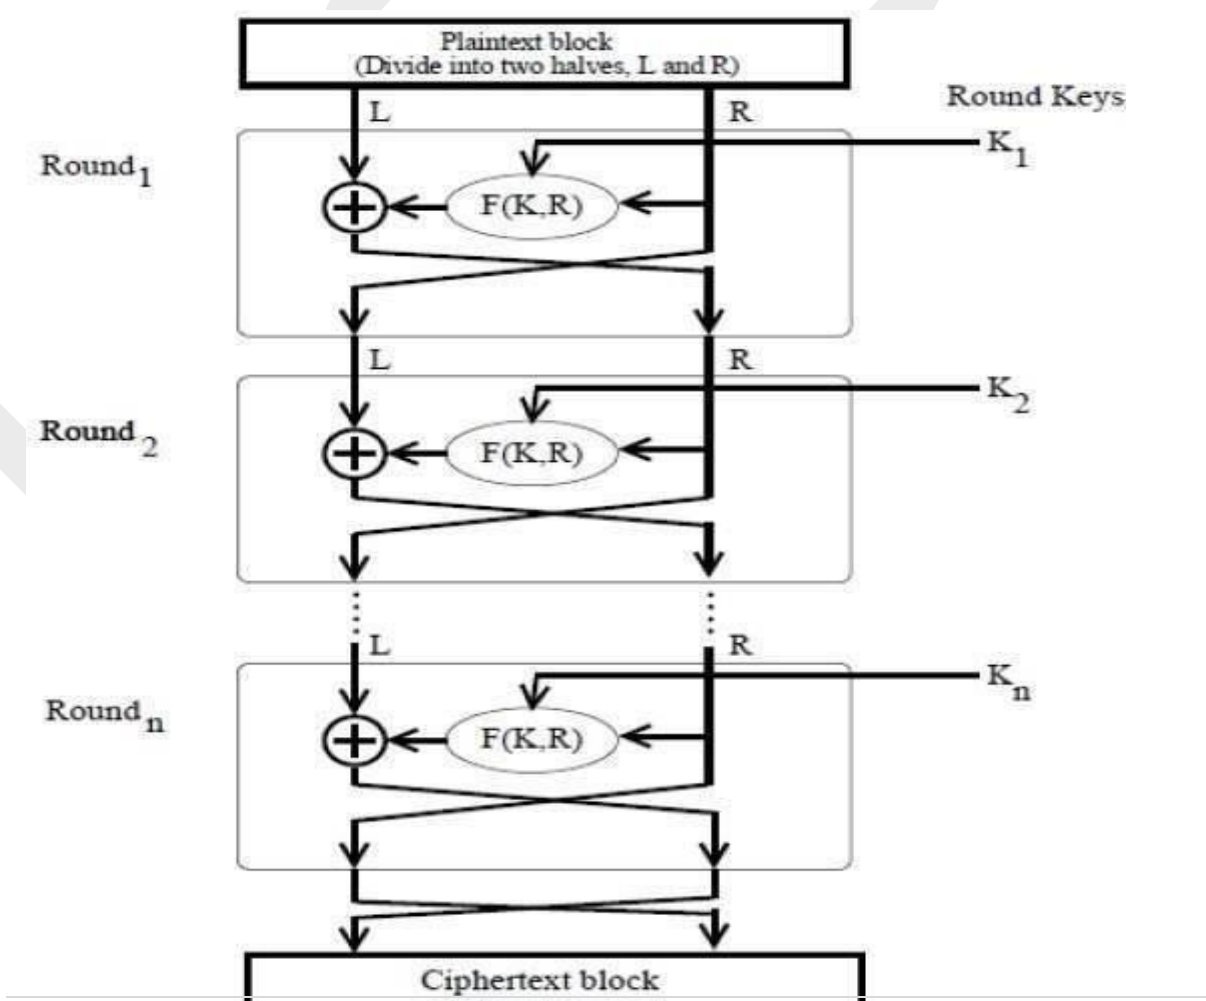 Plaintext block
(Divide into two halves, L and R)
Round Keys
L
R
K1
Round1
F(K,R)
L
R
K2
Round2
F(K,R)
L
R
Kn
Roundn
F(K,R)
Ciphertext block